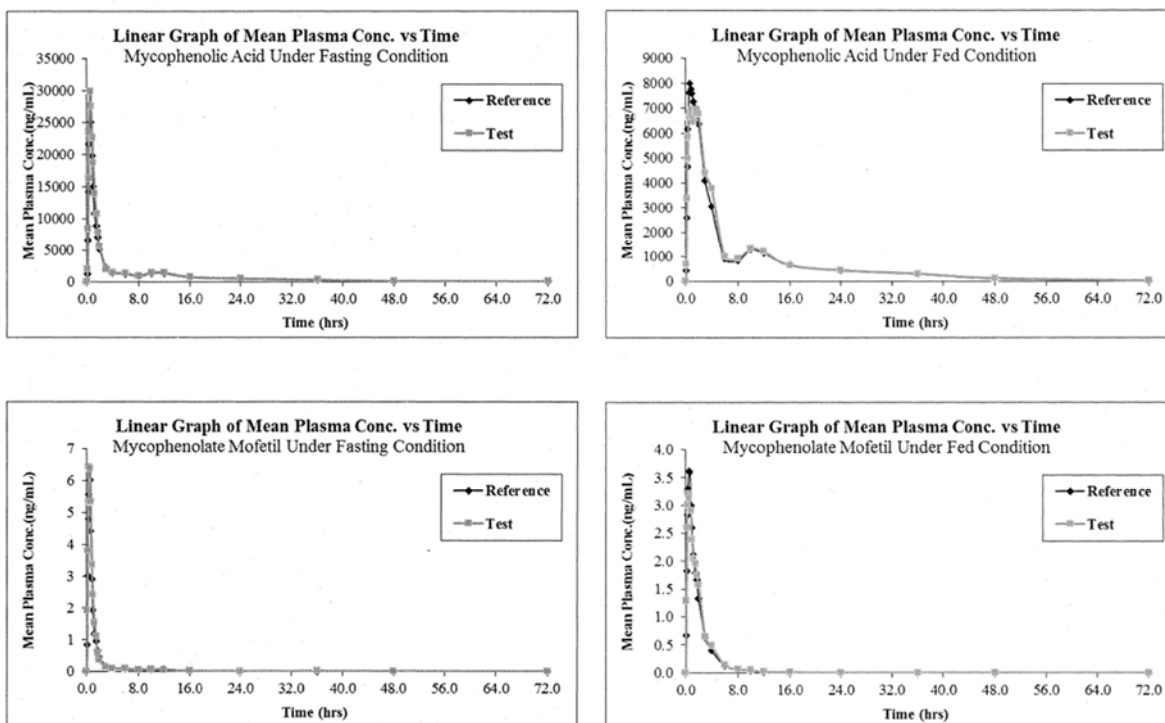 Linear Graph of Mean Plasma Conc. vs Time
Mycophenolic Acid Under Fasting Condition
Mean Plasma Conc.(ng/mL)
35000
30000
25000
20000
15000
10000
5000
0
0.0 8.0 16.0 24.0 32.0 40.0 48.0 56.0 64.0 72.0
Time (hrs)
Reference
Test
Linear Graph of Mean Plasma Conc. vs Time
Mycophenolic Acid Under Fed Condition
Mean Plasma Conc.(ng/mL)
9000
8000
7000
6000
5000
4000
3000
2000
1000
0
0.0 8.0 16.0 24.0 32.0 40.0 48.0 56.0 64.0 72.0
Time (hrs)
Reference
Test
Linear Graph of Mean Plasma Conc. vs Time
Mycophenolate Mofetil Under Fasting Condition
Mean Plasma Conc.(ng/mL)
7
6
5
4
3
2
1
0
0.0 8.0 16.0 24.0 32.0 40.0 48.0 56.0 64.0 72.0
Time (hrs)
Reference
Test
Linear Graph of Mean Plasma Conc. vs Time
Mycophenolate Mofetil Under Fed Condition
Mean Plasma Conc.(ng/mL)
4.0
3.5
3.0
2.5
2.0
1.5
1.0
0.5
0.0
0.0 8.0 16.0 24.0 32.0 40.0 48.0 56.0 64.0 72.0
Time (hrs)
Reference
Test